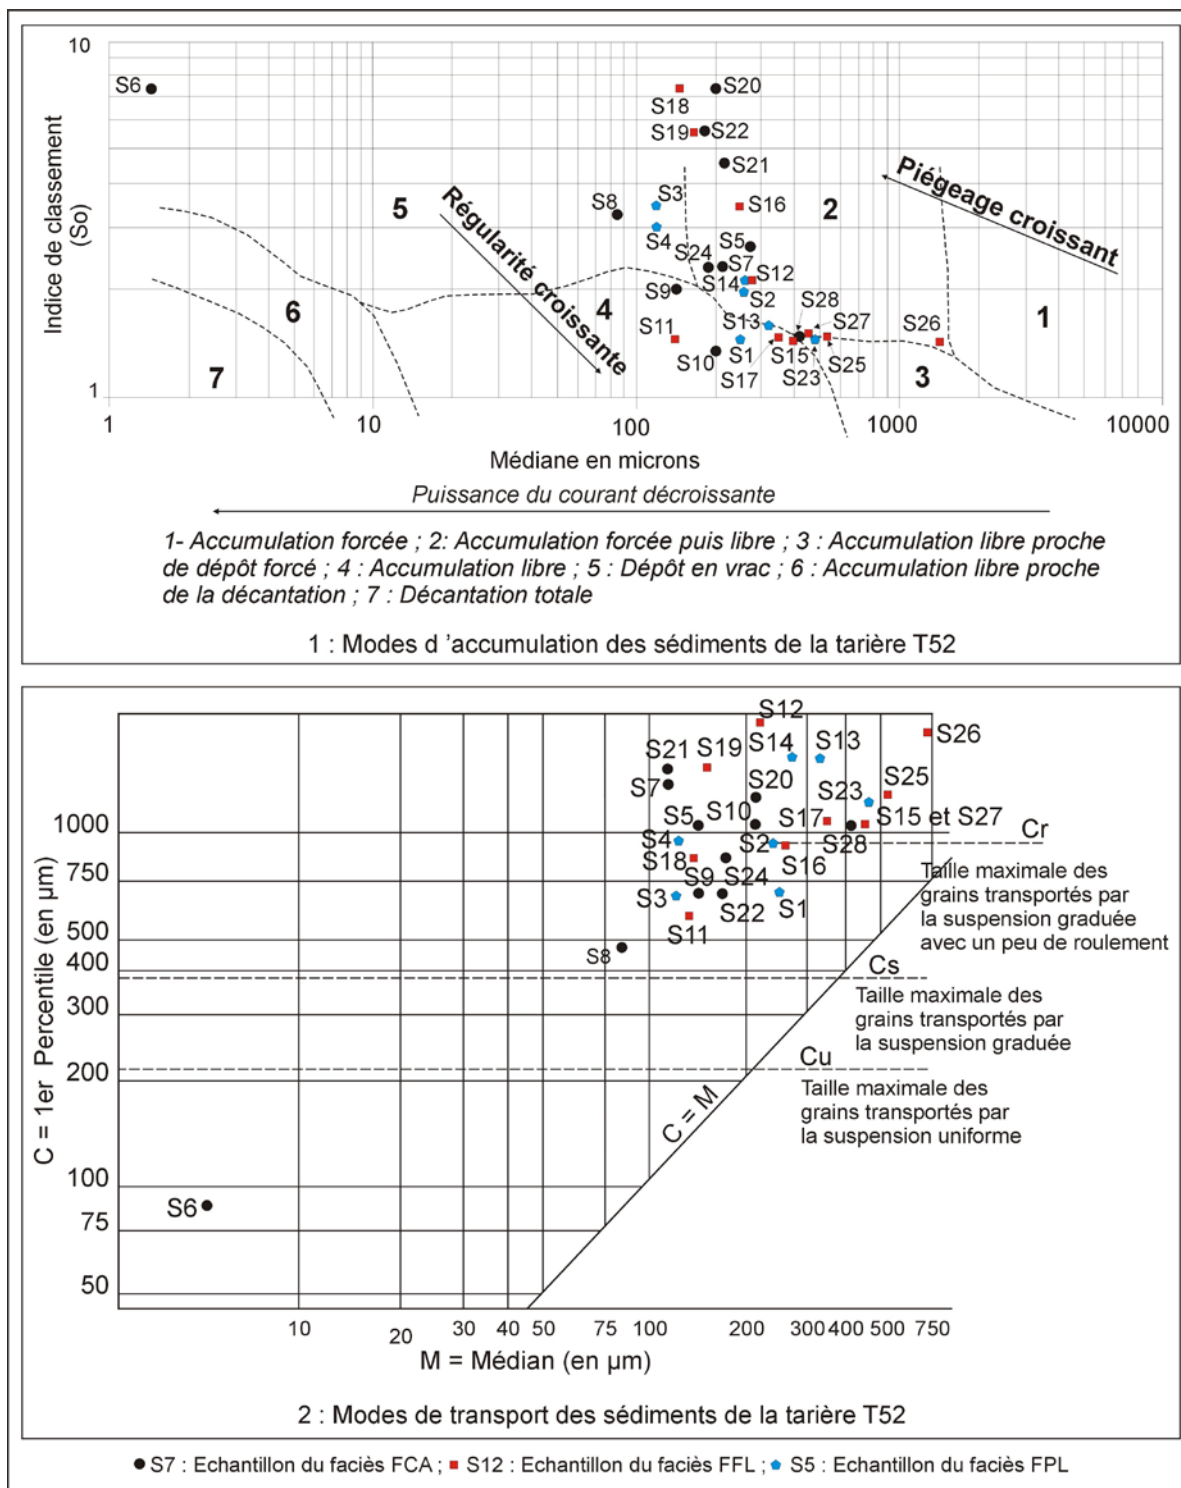 10
S6
S20
S18
S19
S22
S21
Piégeage croissant
Indice de classement
(So)
5
Régularité croissante
S8
S3
S16
2
S4
S5
S24
S7
S12
S14
S9
S2
S28
6
4
S13
S27
1
S11
S26
S10
S1
S15
S17
S23
S25
3
7
1
1
10
100
1000
10000
Médiane en microns
Puissance du courant décroissante
1- Accumulation forcée ; 2: Accumulation forcée puis libre ; 3 : Accumulation libre proche
de dépôt forcé ; 4 : Accumulation libre ; 5 : Dépôt en vrac ; 6 : Accumulation libre proche
de la décantation ; 7 : Décantation totale
1 : Modes d 'accumulation des sédiments de la tarière T52
S12
S26
S21
S19
S14
S13
S7
S20
S23
S25
S5
S10
S17
S15 et S27
1000
Cr
S4
S2
S28
S18
S16
750
S9
S24
Taille maximale des
grains transportés par
la suspension graduée
avec un peu de roulement
S3
S22
S1
S11
500
S8
400
Cs
Taille maximale des
grains transportés par
la suspension graduée
300
Cu
200
Taille maximale des
grains transportés par
la suspension uniforme
C = M
C = 1er Percentile (en µm)
100
S6
75
50
10
20
30
40
50
75
100
200
300
400
500
750
M = Médian (en µm)
2 : Modes de transport des sédiments de la tarière T52
S7 : Echantillon du faciès FCA ; S12 : Echantillon du faciès FFL ; S5 : Echantillon du faciès FPL